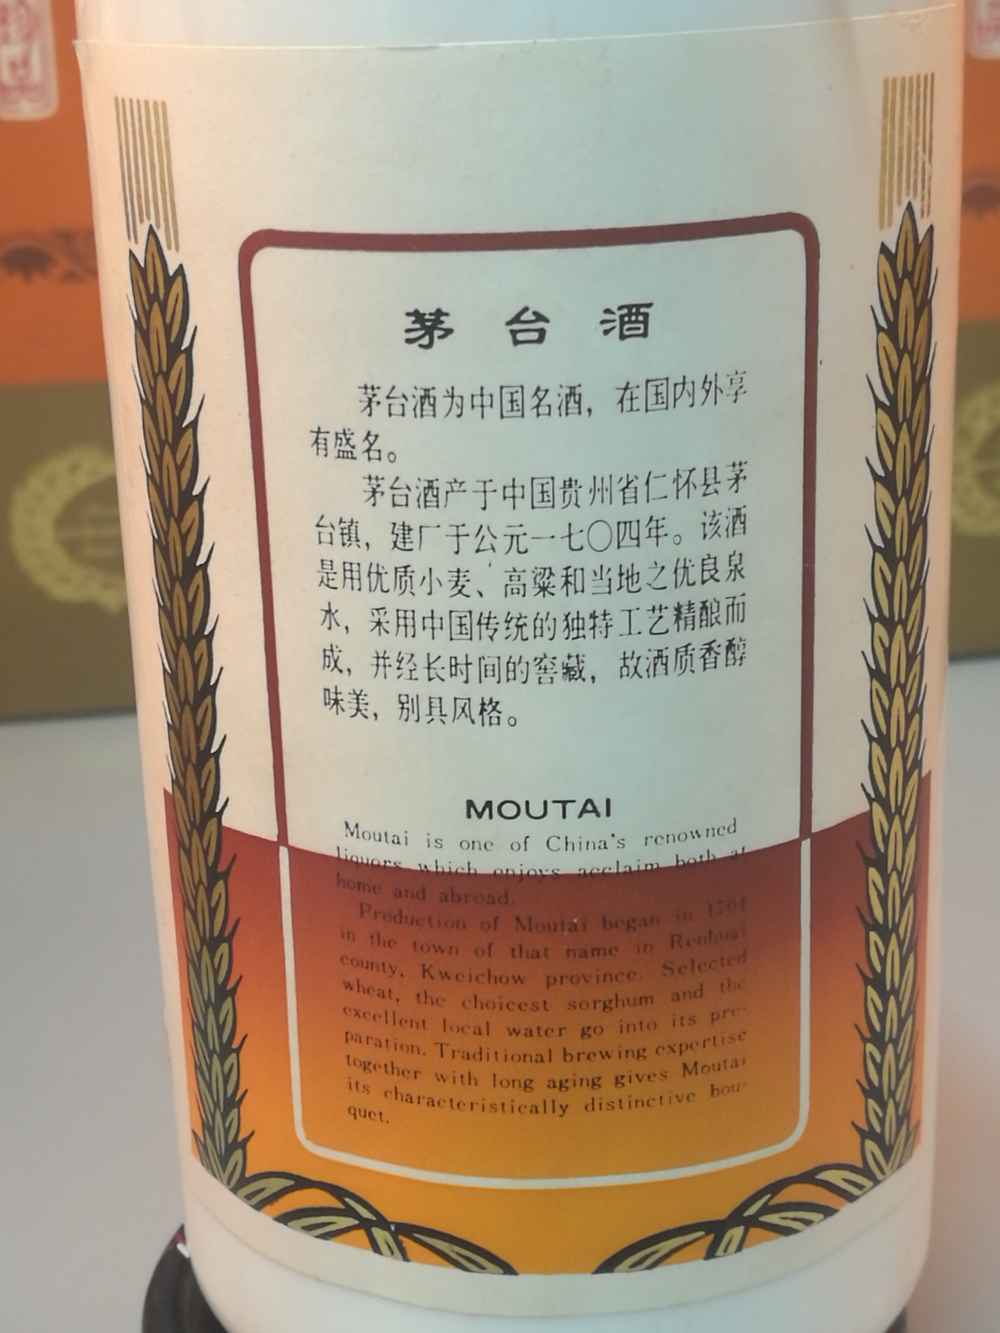 茅台酒
茅台酒为中国名酒，在国内外享
有盛名。
茅台酒产于中国贵州省仁怀县茅
台镇，建厂于公元一七〇四年。该酒
是用优质小麦、高粱和当地之优良泉
水，采用中国传统的独特工艺精酿而
成，并经长时间的窖藏，故酒质香醇
味美，别具风格。
MOUTAI
Moutai is one of China's renowned
liquors which enjoys acclaim both at
home and abroad.
Production of Moutai began in 1704
in the town of that name in Renhuai
county, Kweichow province. Selected
wheat, the choicest sorghum and the
excellent local water go into its pre-
paration. Traditional brewing expertise
together with long aging gives Moutai
its characteristically distinctive bou-
quet.